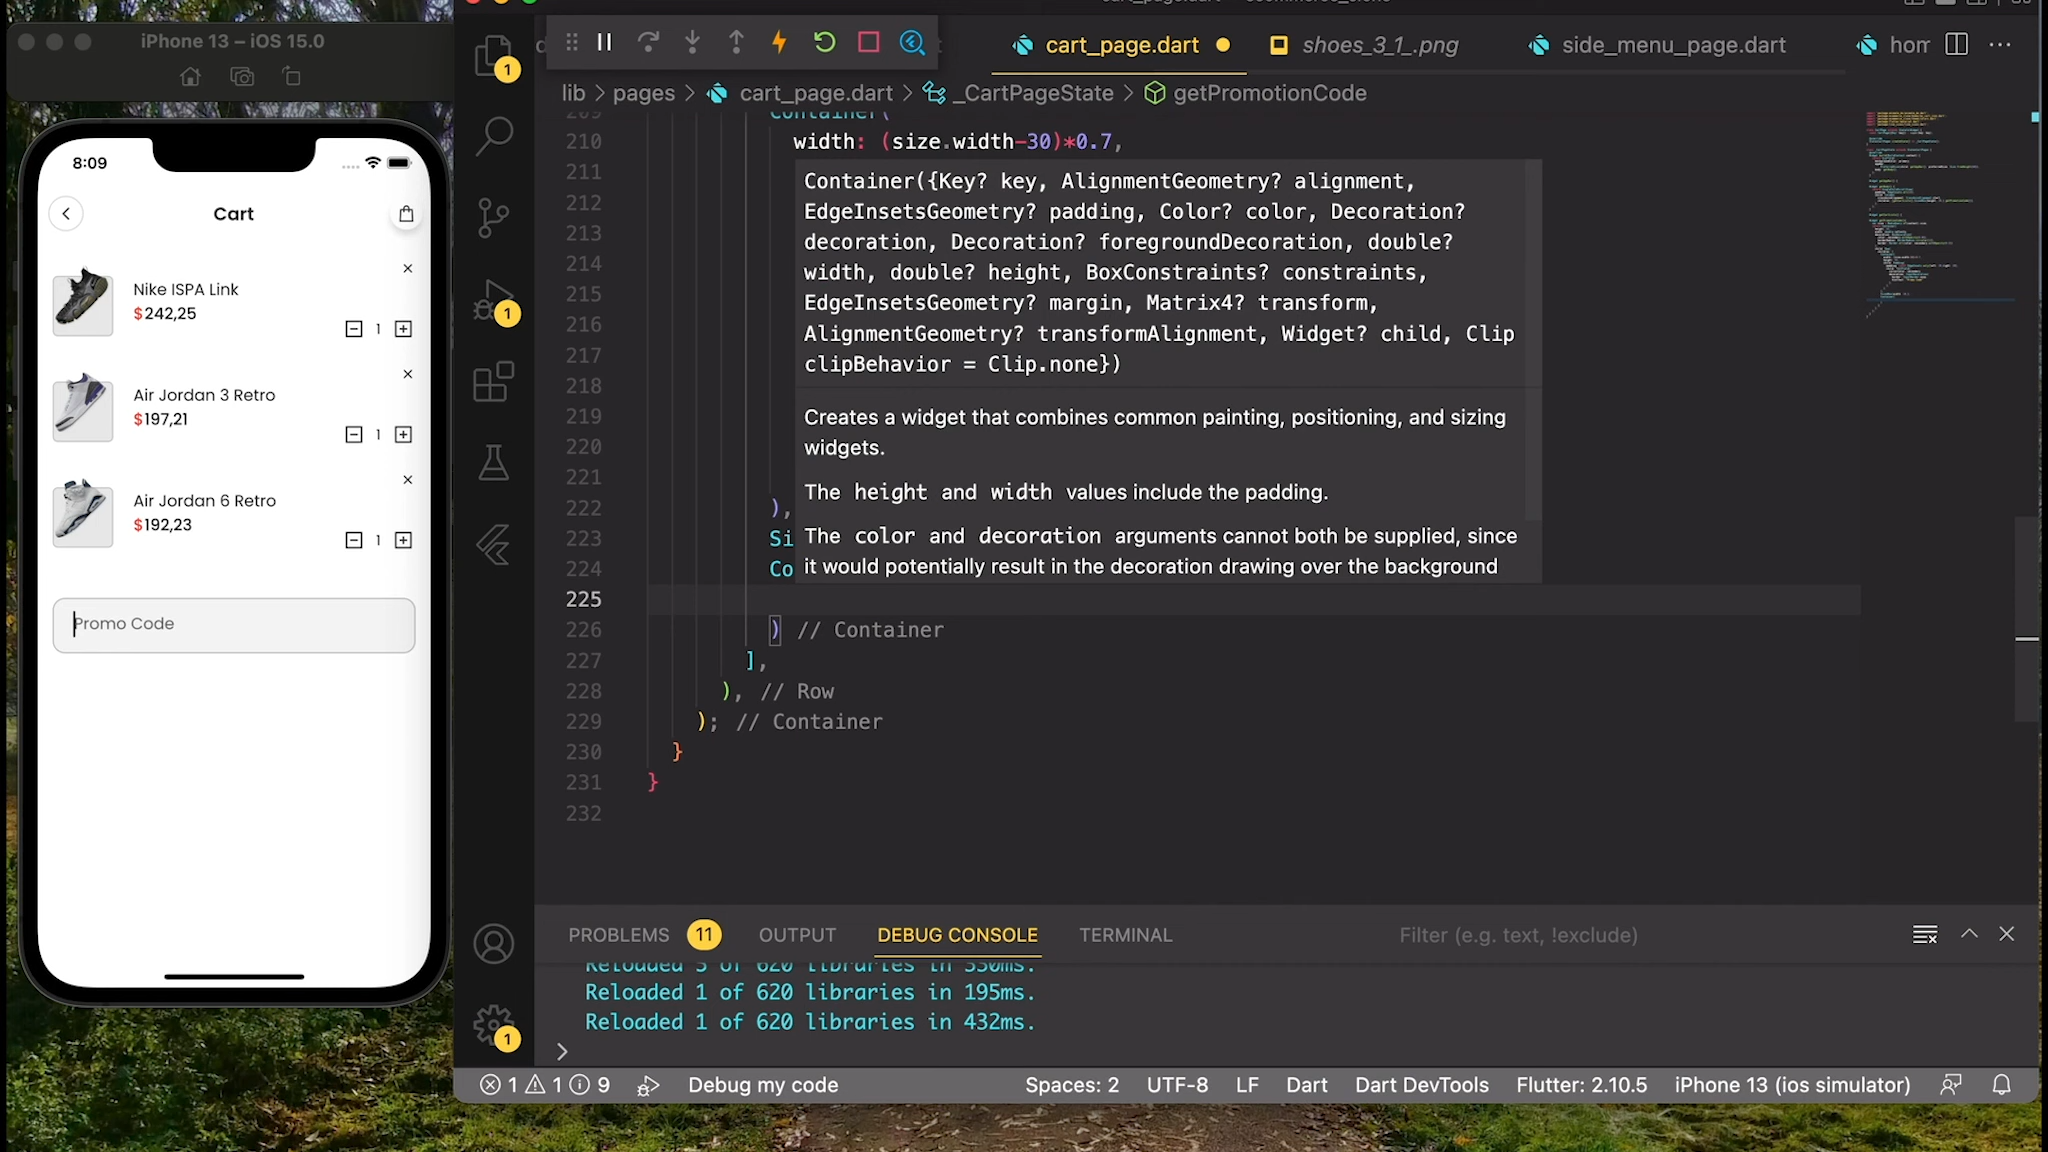 iPhone 13 – iOS 15.0
8:09
Cart
Nike ISPA Link
$242,25
1
Air Jordan 3 Retro
$197,21
1
Air Jordan 6 Retro
$192,23
1
Promo Code
1
1
1
cart_page.dart
shoes_3_1_.png
side_menu_page.dart
hom
lib > pages > cart_page.dart > _CartPageState > getPromotionCode
209 Container(
210 width: (size.width-30)*0.7,
211
212
213
214
215
216
217
218
219
220
221
222 ),
223 Si
224 Co
225
226 ) // Container
227 ],
228 ), // Row
229 ); // Container
230 }
231 }
232
Container({Key? key, AlignmentGeometry? alignment,
EdgeInsetsGeometry? padding, Color? color, Decoration?
decoration, Decoration? foregroundDecoration, double?
width, double? height, BoxConstraints? constraints,
EdgeInsetsGeometry? margin, Matrix4? transform,
AlignmentGeometry? transformAlignment, Widget? child, Clip
clipBehavior = Clip.none})
Creates a widget that combines common painting, positioning, and sizing
widgets.
The height and width values include the padding.
The color and decoration arguments cannot both be supplied, since
it would potentially result in the decoration drawing over the background
PROBLEMS 11 OUTPUT DEBUG CONSOLE TERMINAL Filter (e.g. text, !exclude)
Reloaded 1 of 620 libraries in 195ms.
Reloaded 1 of 620 libraries in 432ms.
>
1 1 9 Debug my code Spaces: 2 UTF-8 LF Dart Dart DevTools Flutter: 2.10.5 iPhone 13 (ios simulator)